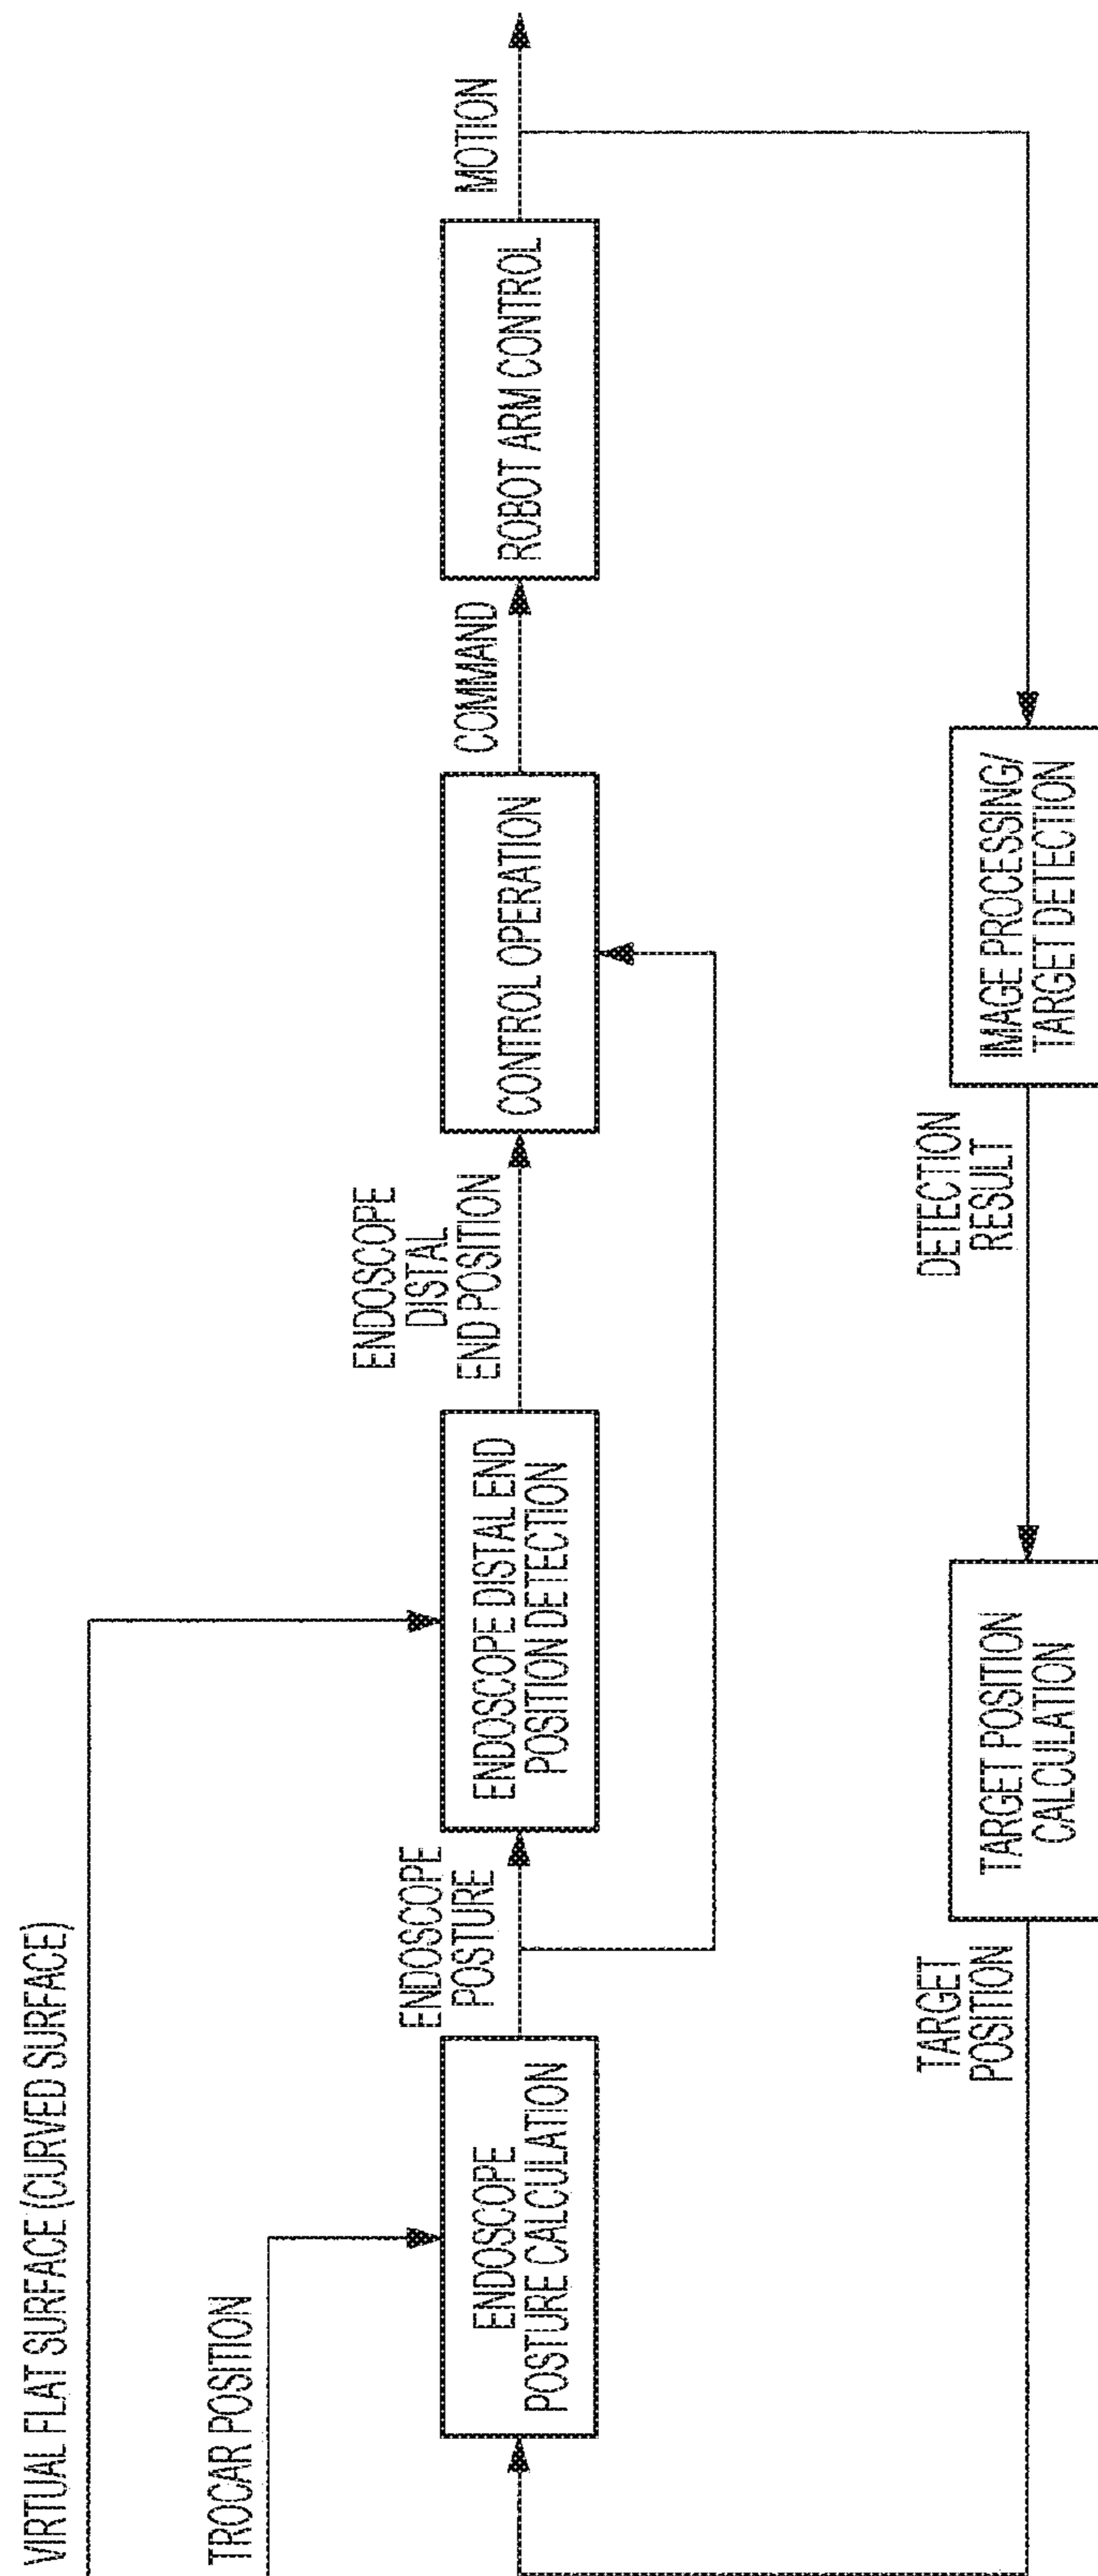 VIRTUAL FLAT SURFACE (CURVED SURFACE)
TROCAR POSITION
ENDOSCOPE
POSTURE CALCULATION
ENDOSCOPE
POSTURE
ENDOSCOPE DISTAL END
POSITION DETECTION
ENDOSCOPE
DISTAL
END POSITION
CONTROL OPERATION
COMMAND
ROBOT ARM CONTROL
MOTION
TARGET
POSITION
TARGET POSITION
CALCULATION
DETECTION
RESULT
IMAGE PROCESSING/
TARGET DETECTION